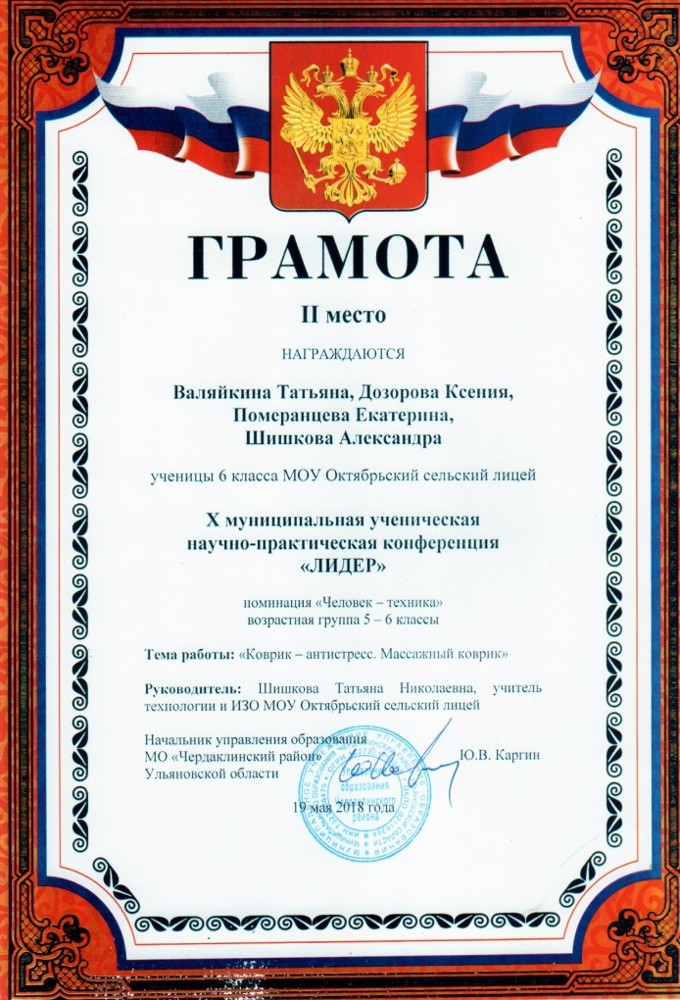 ГРАМОТА
II место
НАГРАЖДАЮТСЯ
Валяйкина Татьяна, Дозорова Ксения,
Померанцева Екатерина,
Шишкова Александра
ученицы 6 класса МОУ Октябрьский сельский лицей
X муниципальная ученическая
научно-практическая конференция
«ЛИДЕР»
номинация «Человек – техника»
возрастная группа 5 – 6 классы
Тема работы: «Коврик – антистресс. Массажный коврик»
Руководитель: Шишкова Татьяна Николаевна, учитель
технологии и ИЗО МОУ Октябрьский сельский лицей
Начальник управления образования
МО «Чердаклинский район»
Ю.В. Каргин
Ульяновской области
образования
Чердаклинского
района
19 мая 2018 года